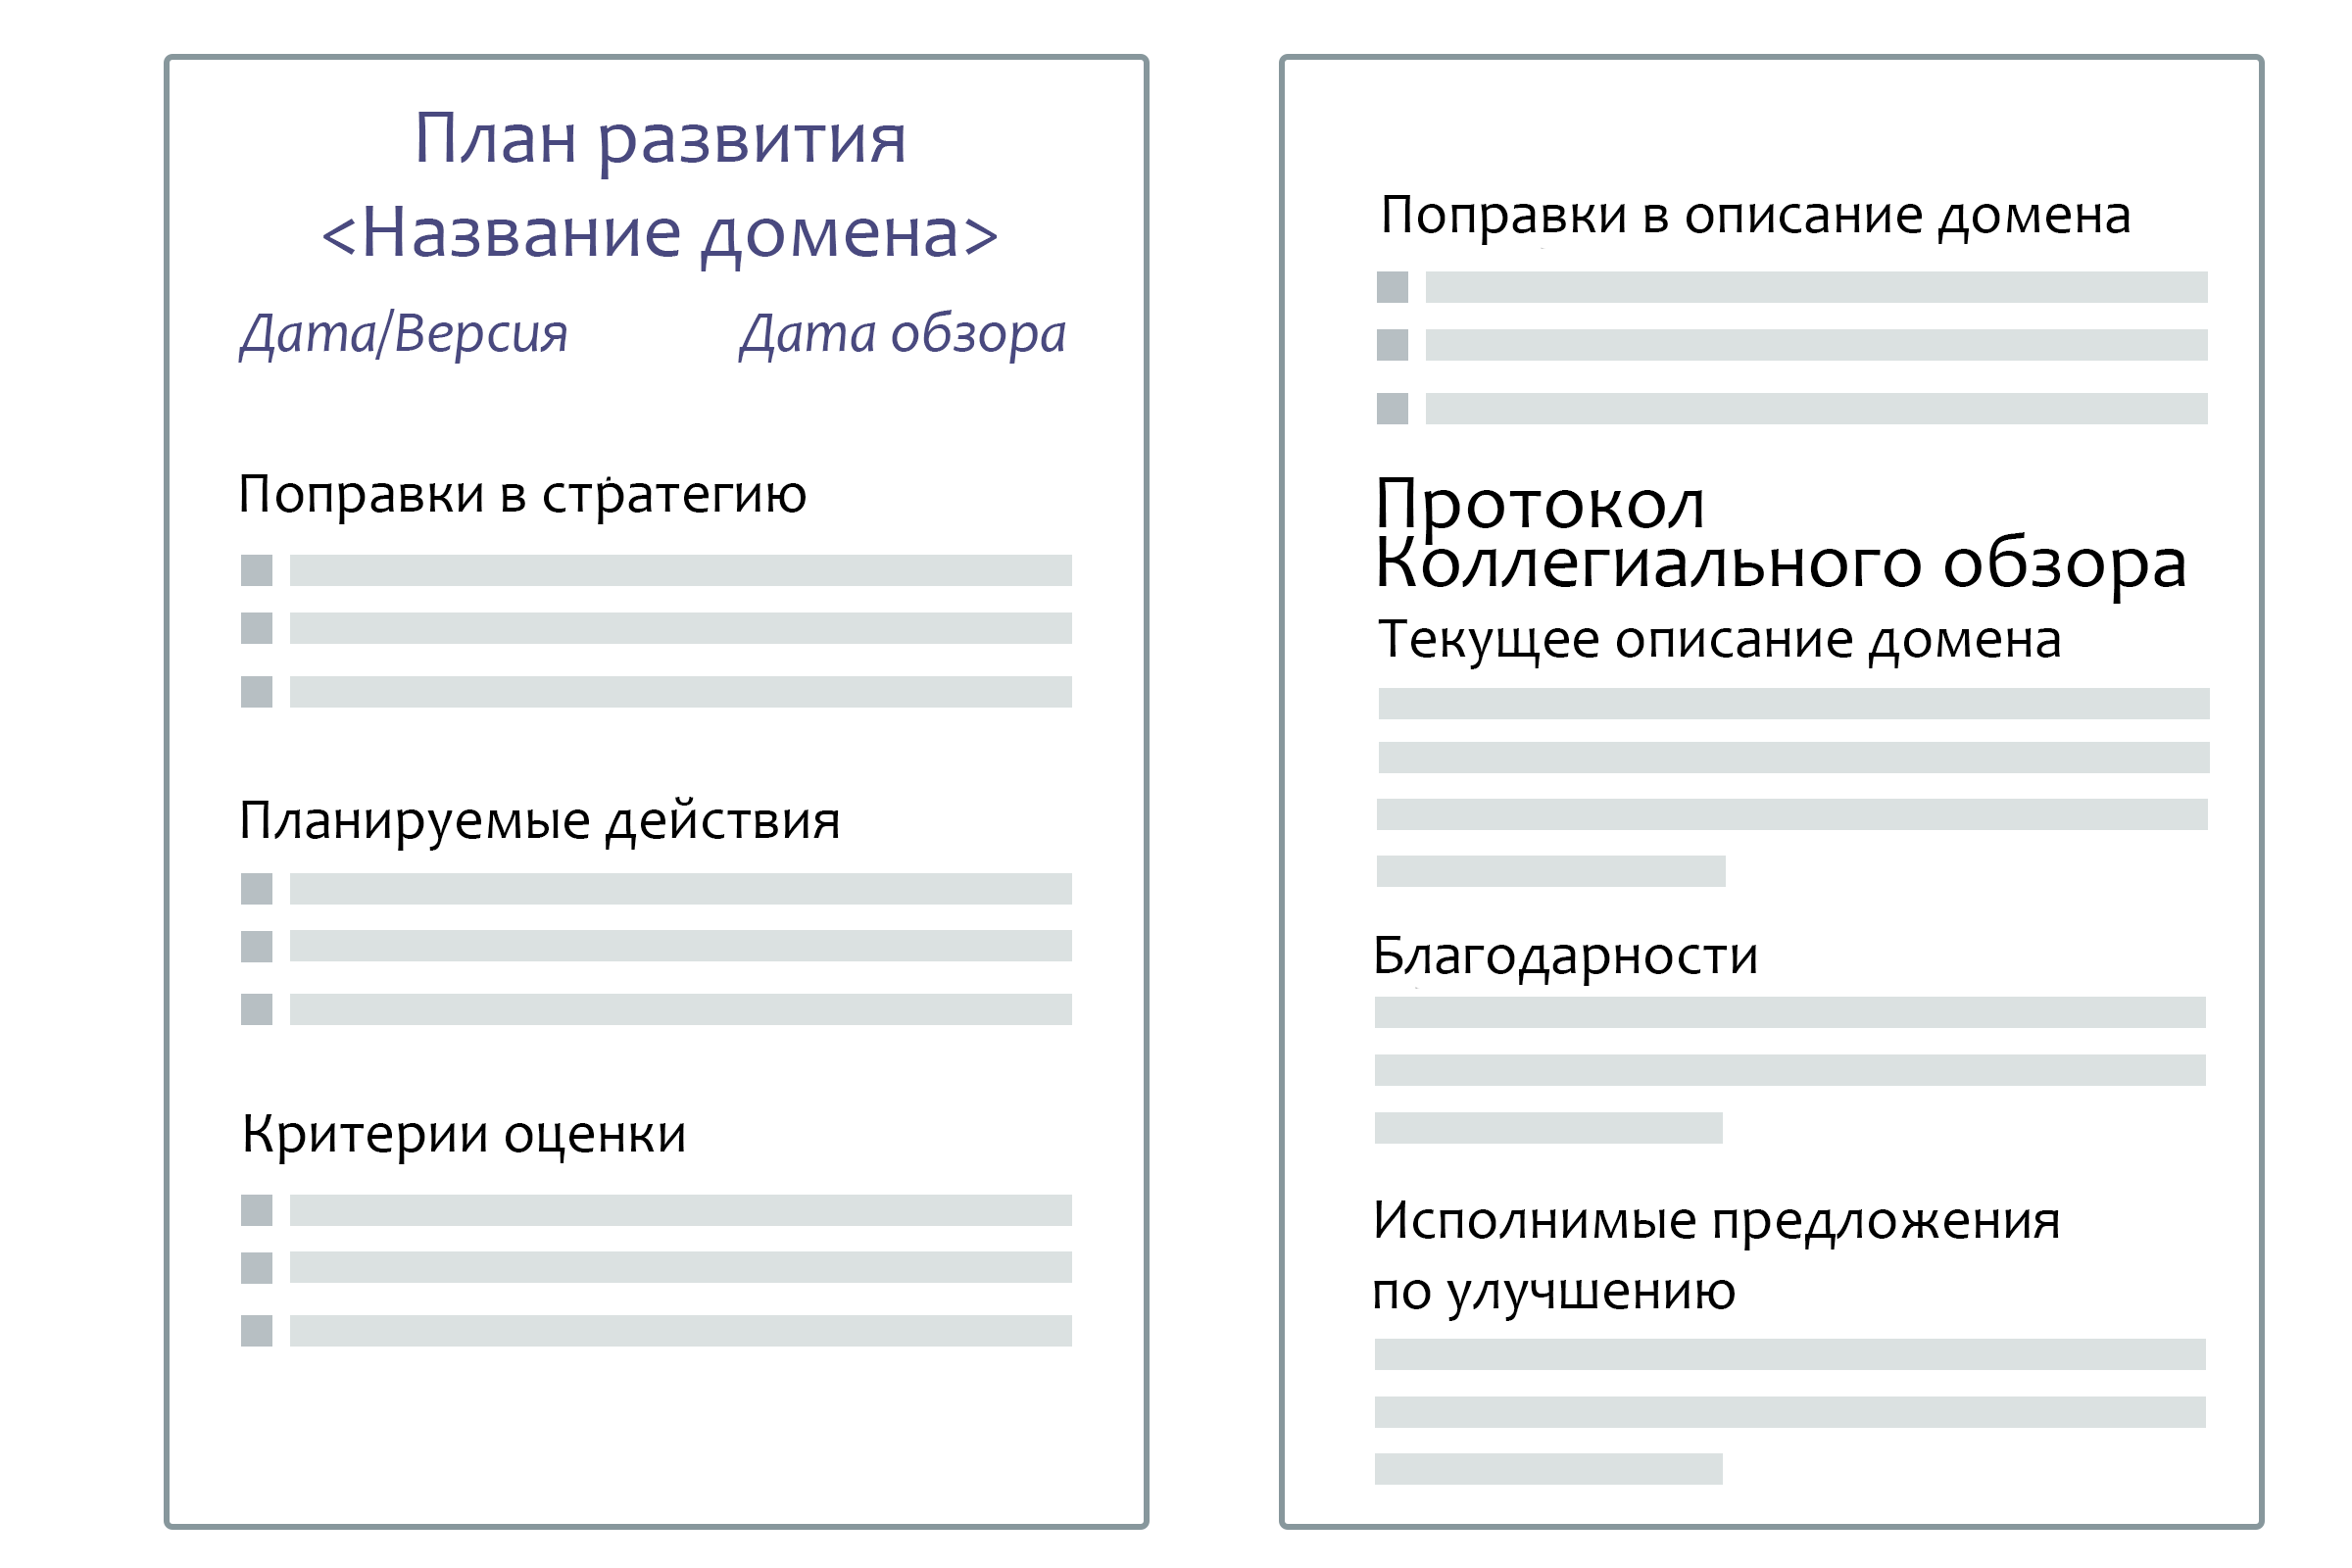 План развития
<Название домена>
Дата/Версия
Дата обзора
Поправки в стратегию
Планируемые действия
Критерии оценки
Поправки в описание домена
Протокол
Коллегиального обзора
Текущее описание домена
Благодарности
Исполнимые предложения
по улучшению